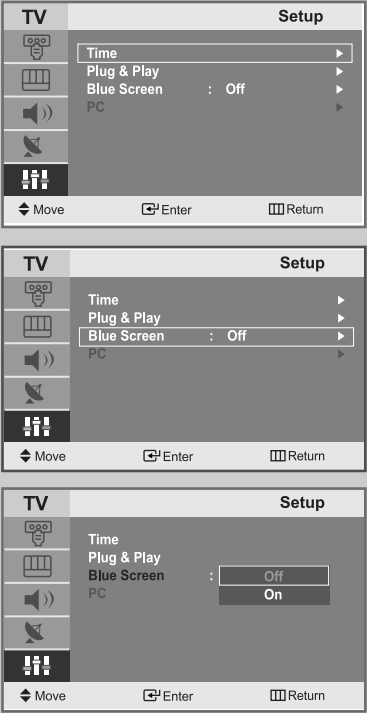 TV Setup
Time
Plug & Play
Blue Screen : Off
PC
Move Enter Return
TV Setup
Time
Plug & Play
Blue Screen : Off
PC
Move Enter Return
TV Setup
Time
Plug & Play
Blue Screen : Off
PC On
Move Enter Return